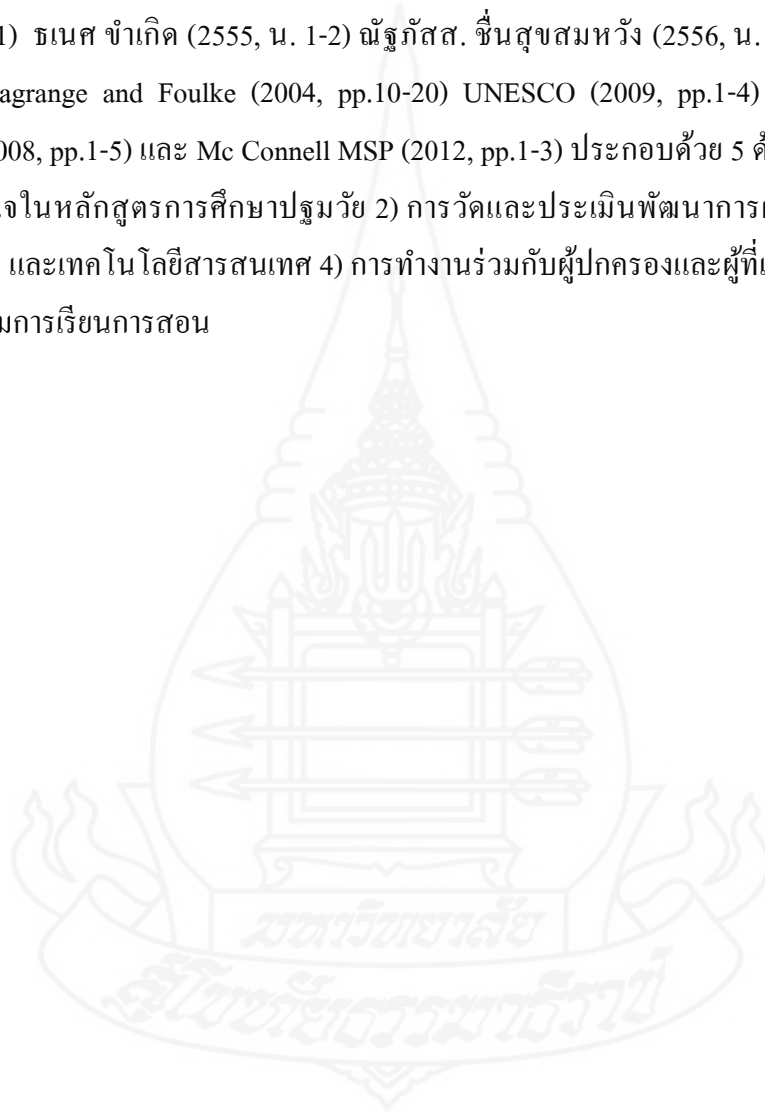 1) ธเนศ ขำเกิด (2555, น. 1-2) ณัฐภัสส. ชื่นสุขสมหวัง (2556, น.
agrange and Foulke (2004, pp.10-20) UNESCO (2009, pp.1-4)
008, pp.1-5) และ Mc Connell MSP (2012, pp.1-3) ประกอบด้วย 5 ด้
ใจในหลักสูตรการศึกษาปฐมวัย 2) การวัดและประเมินพัฒนาการ
และเทคโนโลยีสารสนเทศ 4) การทำงานร่วมกับผู้ปกครองและผู้ที่เ
มการเรียนการสอน
มหาวิทยาลัย
สุโขทัยธรรมาธิราช